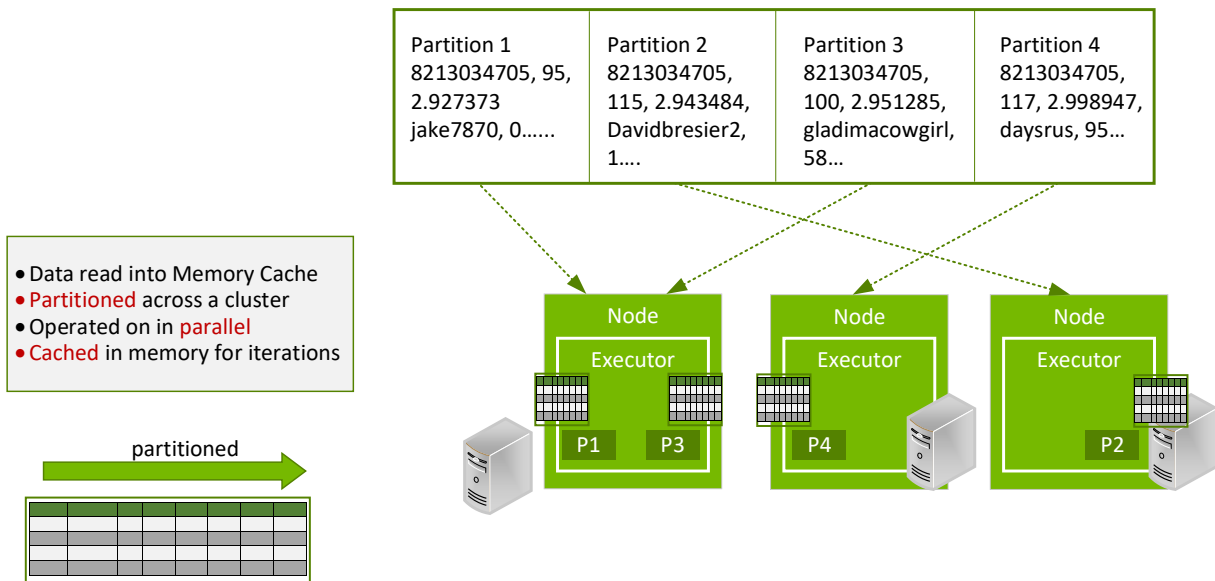 Partition 1
8213034705, 95,
2.927373
jake7870, 0......
Partition 2
8213034705,
115, 2.943484,
Davidbresier2,
1....
Partition 3
8213034705,
100, 2.951285,
gladimacowgirl,
58...
Partition 4
8213034705,
117, 2.998947,
daysrus, 95...
• Data read into Memory Cache
• Partitioned across a cluster
• Operated on in parallel
• Cached in memory for iterations
partitioned
Node
Executor
P1
P3
Node
Executor
P4
Node
Executor
P2